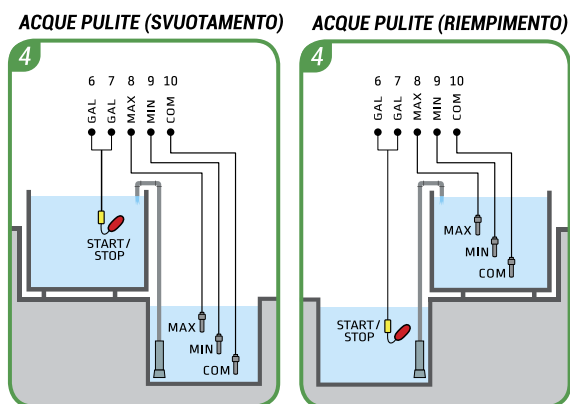 ACQUE PULITE (SVUOTAMENTO)
4
6 7 8 9 10
GAL GAL MAX MIN COM
START/
STOP
MAX
MIN
COM
ACQUE PULITE (RIEMPIMENTO)
4
6 7 8 9 10
GAL GAL MAX MIN COM
MAX
MIN
COM
START/
STOP